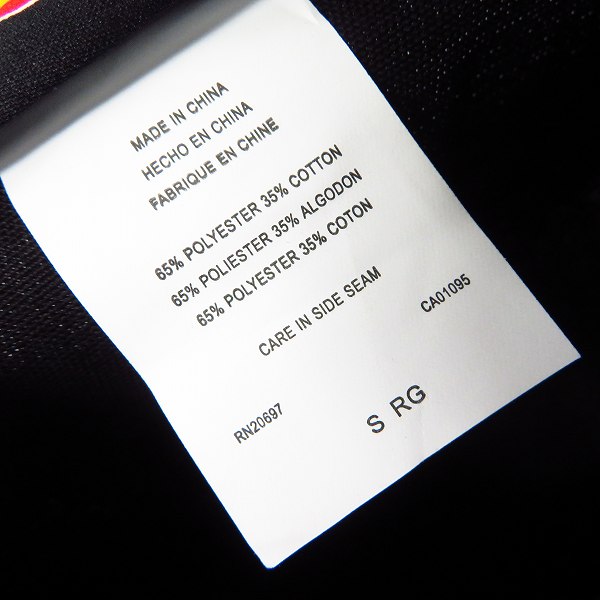 MADE IN CHINA
HECHO EN CHINA
FABRIQUE EN CHINE
65% POLYESTER 35% COTTON
65% POLIESTER 35% ALGODON
65% POLYESTER 35% COTON
CARE IN SIDE SEAM
RN20697
CA01095
S RG